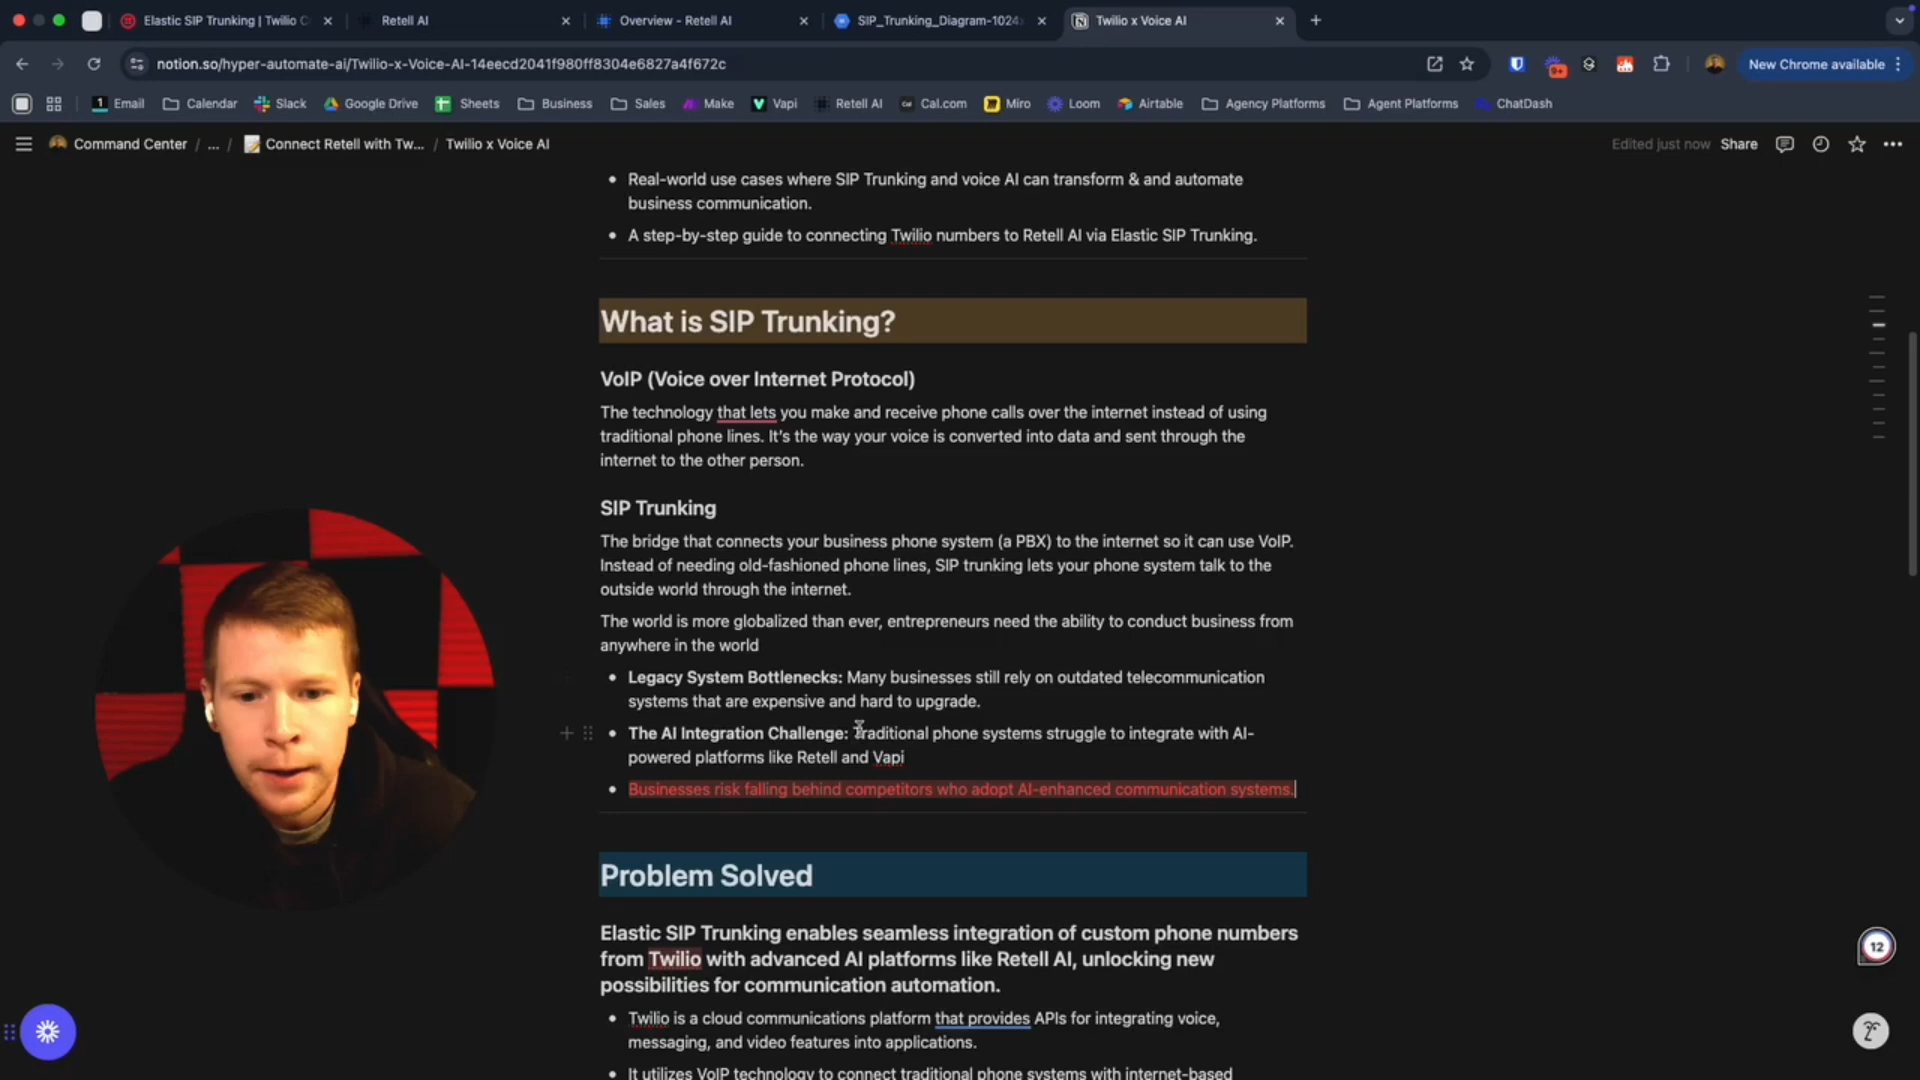 Elastic SIP Trunking | Twilio C
Retell AI
Overview - Retell AI
SIP_Trunking_Diagram-1024
Twilio x Voice AI
notion.so/hyper-automate-ai/Twilio-x-Voice-AI-14eecd2041f980ff8304e6827a4f672c
9+
New Chrome available
Email
Calendar
Slack
Google Drive
Sheets
Business
Sales
Make
Vapi
Retell AI
Cal.com
Miro
Loom
Airtable
Agency Platforms
Agent Platforms
ChatDash
Command Center / ... / Connect Retell with Tw... / Twilio x Voice AI
Edited just now
Share
• Real-world use cases where SIP Trunking and voice AI can transform & and automate
business communication.
• A step-by-step guide to connecting Twilio numbers to Retell AI via Elastic SIP Trunking.
What is SIP Trunking?
VoIP (Voice over Internet Protocol)
The technology that lets you make and receive phone calls over the internet instead of using
traditional phone lines. It's the way your voice is converted into data and sent through the
internet to the other person.
SIP Trunking
The bridge that connects your business phone system (a PBX) to the internet so it can use VoIP.
Instead of needing old-fashioned phone lines, SIP trunking lets your phone system talk to the
outside world through the internet.
The world is more globalized than ever, entrepreneurs need the ability to conduct business from
anywhere in the world
• Legacy System Bottlenecks: Many businesses still rely on outdated telecommunication
systems that are expensive and hard to upgrade.
• The AI Integration Challenge: Traditional phone systems struggle to integrate with AI-
powered platforms like Retell and Vapi
• Businesses risk falling behind competitors who adopt AI-enhanced communication systems.
Problem Solved
Elastic SIP Trunking enables seamless integration of custom phone numbers
from Twilio with advanced AI platforms like Retell AI, unlocking new
possibilities for communication automation.
• Twilio is a cloud communications platform that provides APIs for integrating voice,
messaging, and video features into applications.
• It utilizes VoIP technology to connect traditional phone systems with internet-based
12